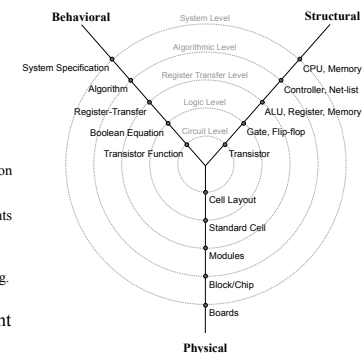 Behavioral
Structural
System Level
Algorithmic Level
Register Transfer Level
Logic Level
Circuit Level
System Specification
Algorithm
Register-Transfer
Boolean Equation
Transistor Function
CPU, Memory
Controller, Net-list
ALU, Register, Memory
Gate, Flip-flop
Transistor
Cell Layout
Standard Cell
Modules
Block/Chip
Boards
Physical
on